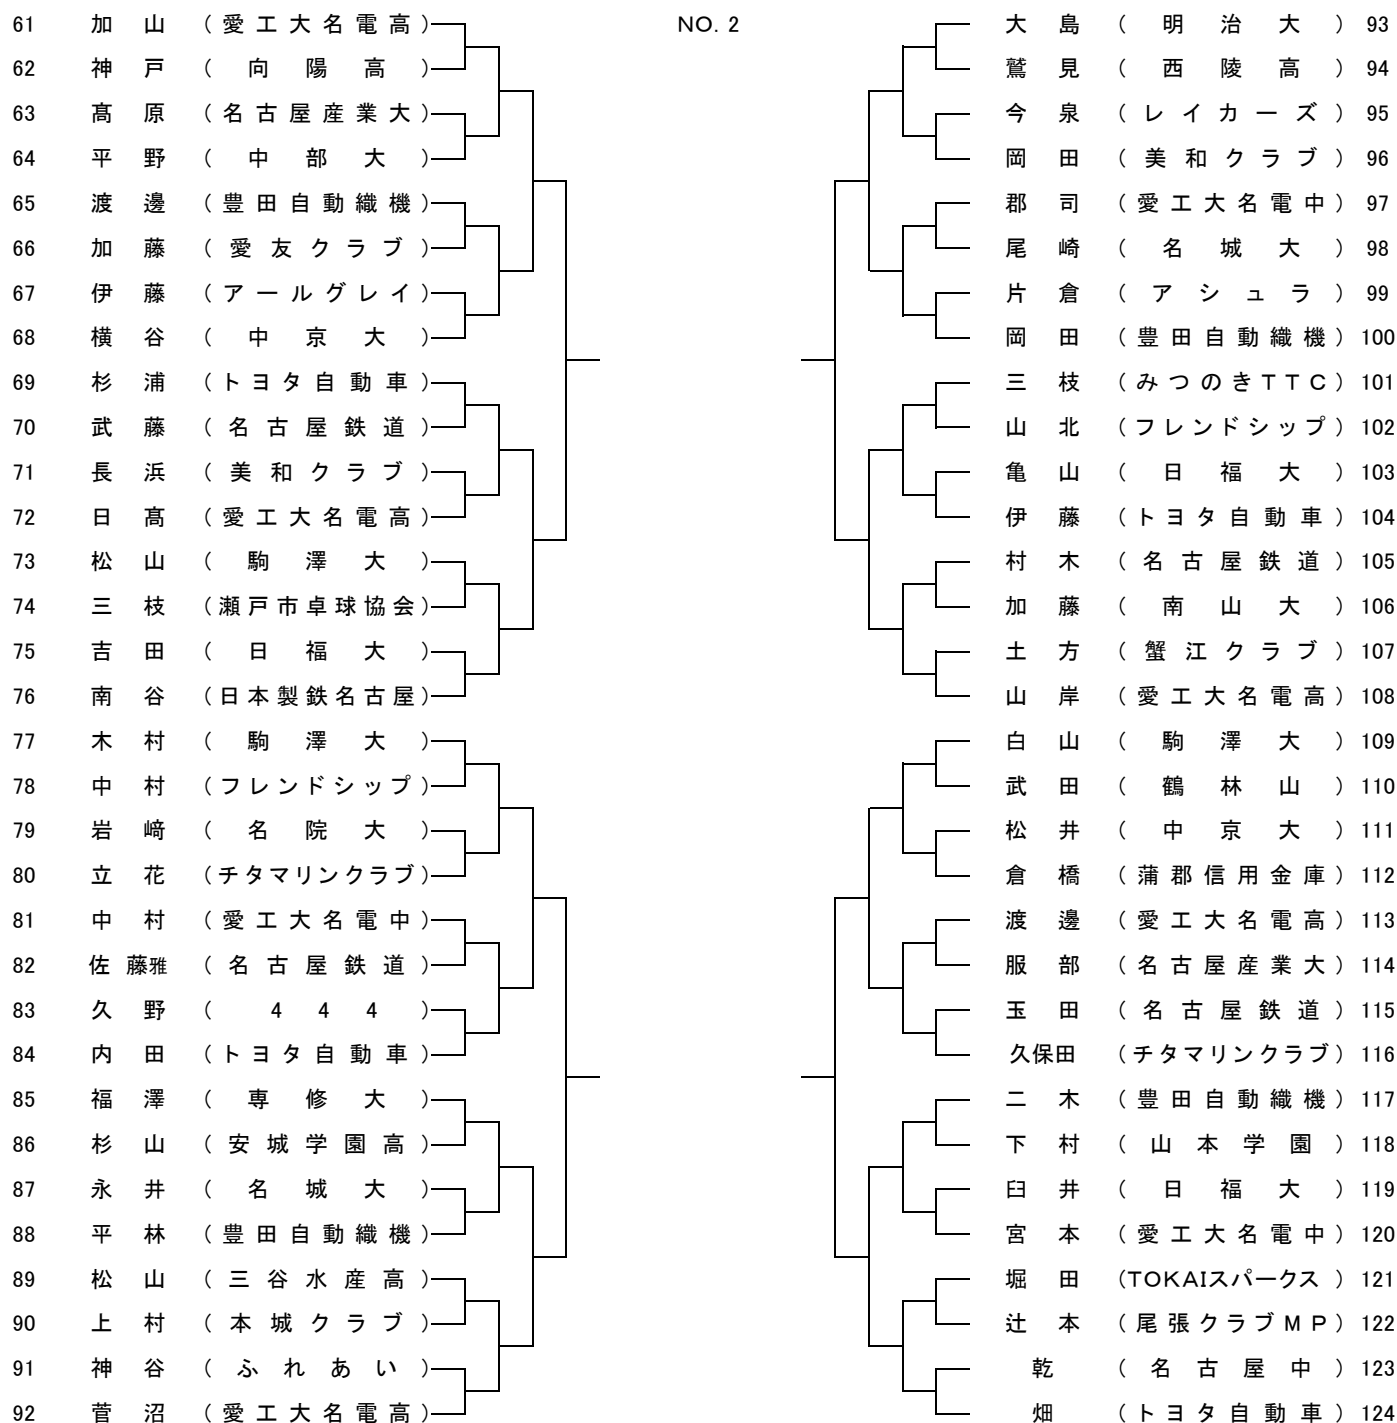 NO. 2
61 加山 (愛工大名電高)
62 神戸 (向陽高)
63 髙原 (名古屋産業大)
64 平野 (中部大)
65 渡邊 (豊田自動織機)
66 加藤 (愛友クラブ)
67 伊藤 (アールグレイ)
68 横谷 (中京大)
69 杉浦 (トヨタ自動車)
70 武藤 (名古屋鉄道)
71 長浜 (美和クラブ)
72 日髙 (愛工大名電高)
73 松山 (駒澤大)
74 三枝 (瀬戸市卓球協会)
75 吉田 (日福大)
76 南谷 (日本製鉄名古屋)
77 木村 (駒澤大)
78 中村 (フレンドシップ)
79 岩﨑 (名院大)
80 立花 (チタマリンクラブ)
81 中村 (愛工大名電中)
82 佐藤雅 (名古屋鉄道)
83 久野 (444)
84 内田 (トヨタ自動車)
85 福澤 (専修大)
86 杉山 (安城学園高)
87 永井 (名城大)
88 平林 (豊田自動織機)
89 松山 (三谷水産高)
90 上村 (本城クラブ)
91 神谷 (ふれあい)
92 菅沼 (愛工大名電高)
大島 (明治大) 93
鷲見 (西陵高) 94
今泉 (レイカーズ) 95
岡田 (美和クラブ) 96
郡司 (愛工大名電中) 97
尾崎 (名城大) 98
片倉 (アシュラ) 99
岡田 (豊田自動織機) 100
三枝 (みつのきTTC) 101
山北 (フレンドシップ) 102
亀山 (日福大) 103
伊藤 (トヨタ自動車) 104
村木 (名古屋鉄道) 105
加藤 (南山大) 106
土方 (蟹江クラブ) 107
山岸 (愛工大名電高) 108
白山 (駒澤大) 109
武田 (鶴林山) 110
松井 (中京大) 111
倉橋 (蒲郡信用金庫) 112
渡邊 (愛工大名電高) 113
服部 (名古屋産業大) 114
玉田 (名古屋鉄道) 115
久保田 (チタマリンクラブ) 116
二木 (豊田自動織機) 117
下村 (山本学園) 118
臼井 (日福大) 119
宮本 (愛工大名電中) 120
堀田 (TOKAIスパークス) 121
辻本 (尾張クラブMP) 122
乾 (名古屋中) 123
畑 (トヨタ自動車) 124